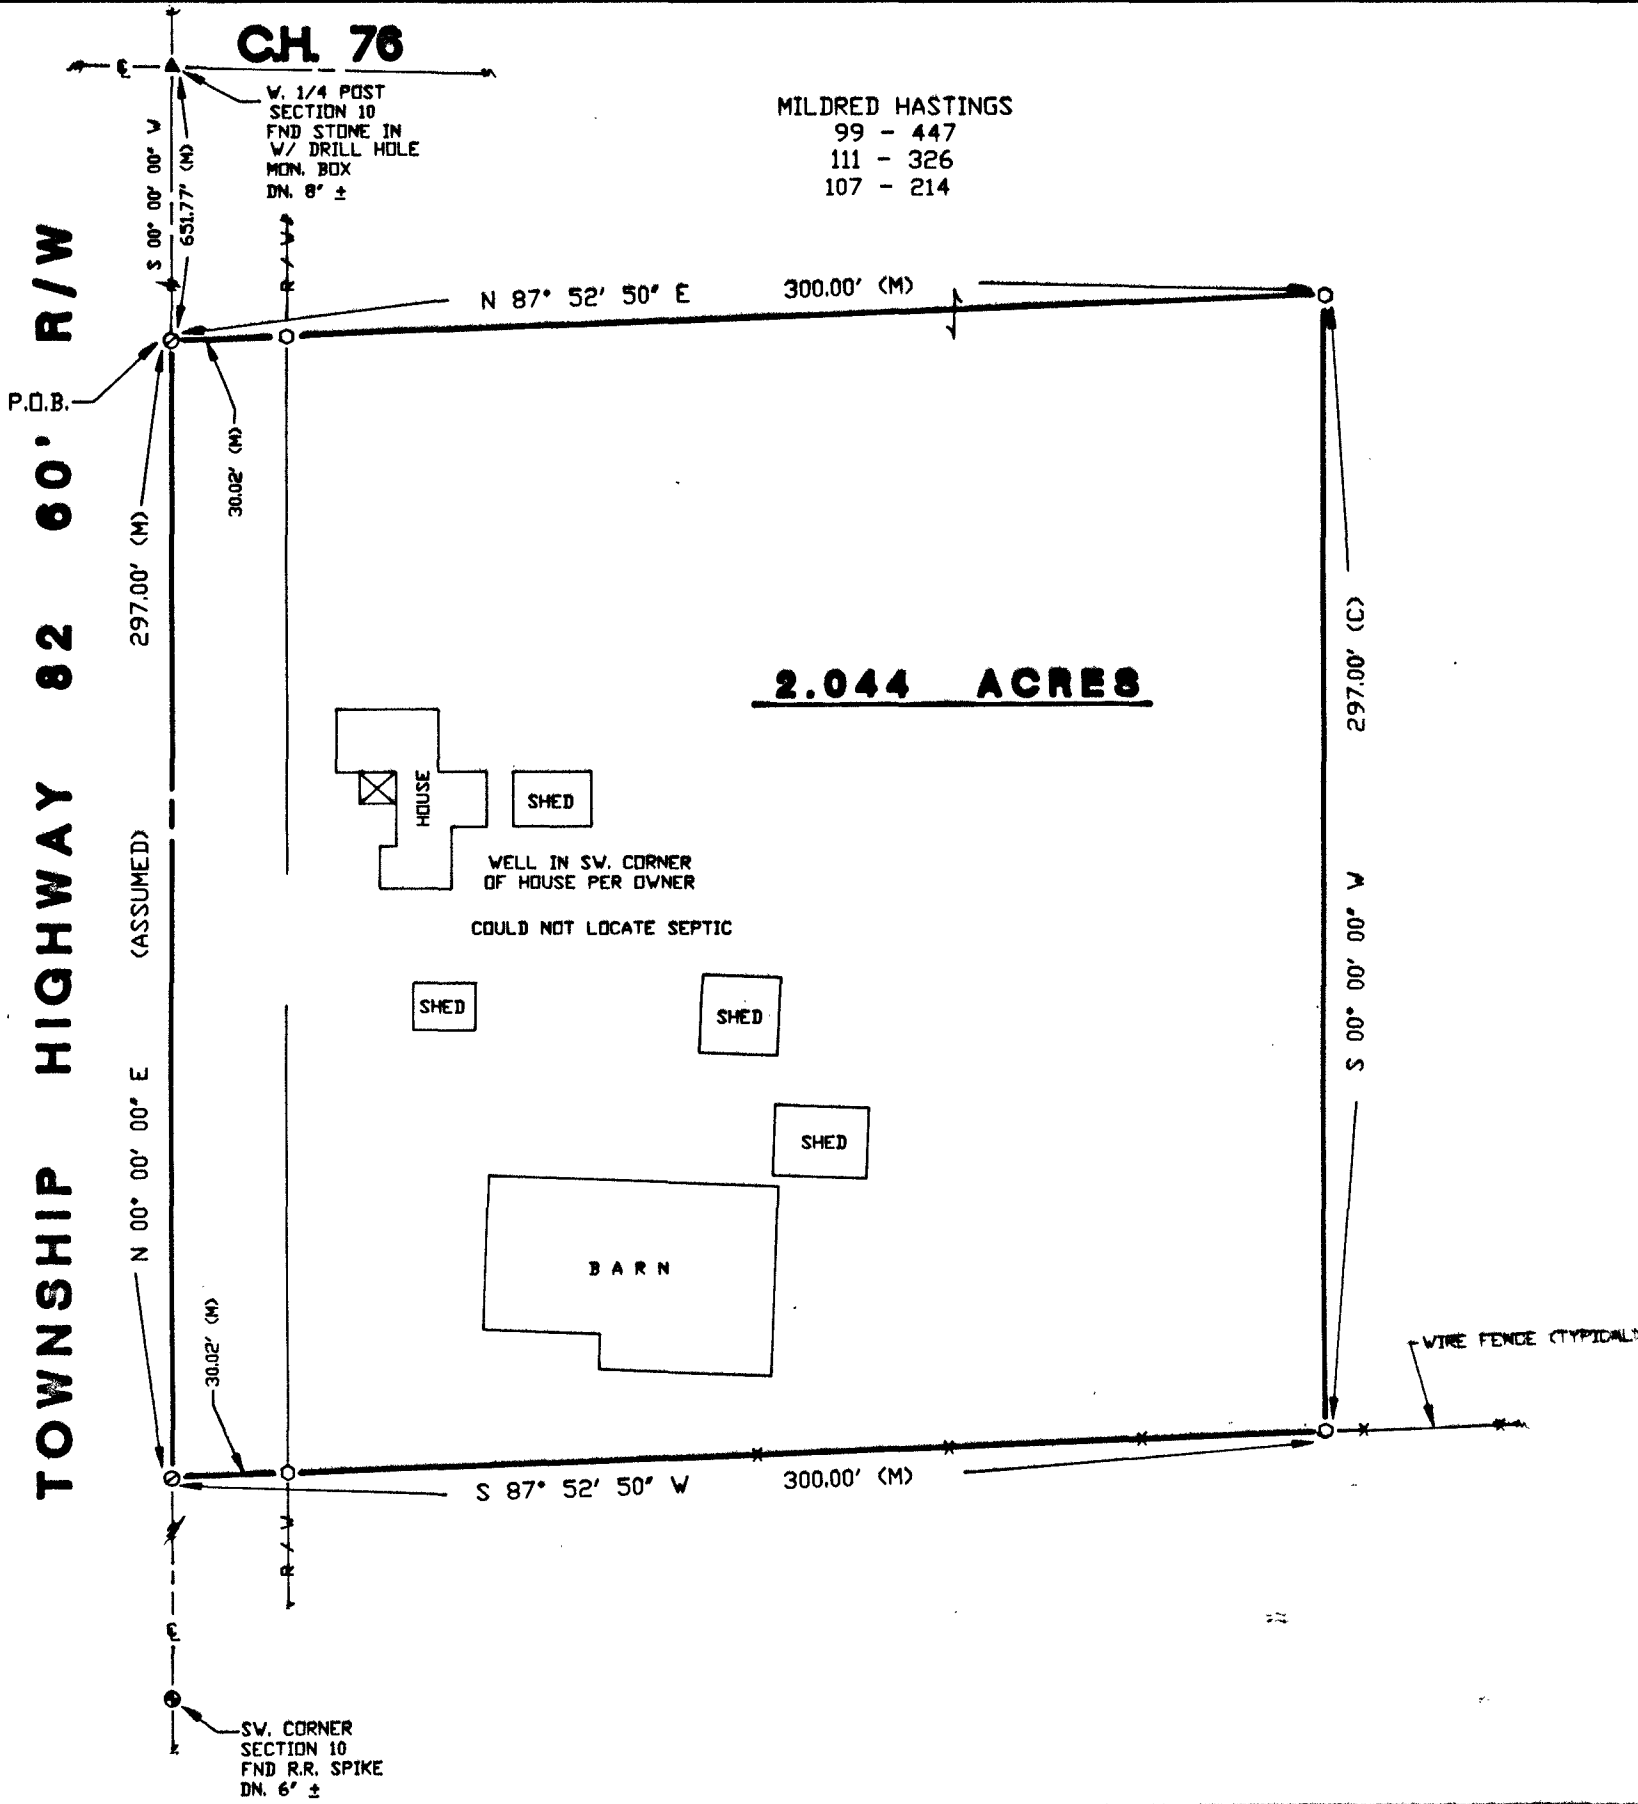 C.H. 76
℄
W. 1/4 POST
SECTION 10
FND STONE IN
W/ DRILL HOLE
MON. BOX
DN. 8" ±
MILDRED HASTINGS
99 - 447
111 - 326
107 - 214
S 00° 00' 00" W
651.77' (M)
R/W
N 87° 52' 50" E 300.00' (M)
P.O.B.
30.02' (M)
297.00' (M)
(ASSUMED)
N 00° 00' 00" E
TOWNSHIP HIGHWAY 82 60' R/W
297.00' (C)
S 00° 00' 00" W
2.044 ACRES
HOUSE
SHED
WELL IN SW. CORNER
OF HOUSE PER OWNER
COULD NOT LOCATE SEPTIC
SHED
SHED
SHED
BARN
30.02' (M)
WIRE FENCE (TYPICAL)
S 87° 52' 50" W 300.00' (M)
R/W
℄
SW. CORNER
SECTION 10
FND R.R. SPIKE
DN. 6" ±